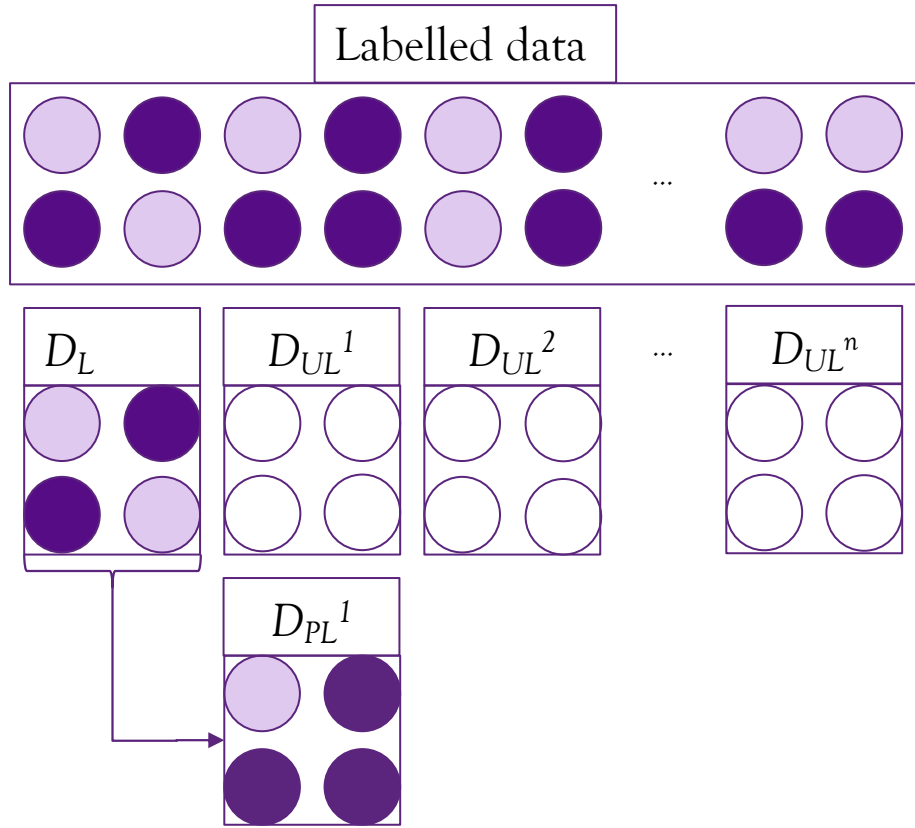 Labelled data
...
D_L D_UL^1 D_UL^2 ... D_UL^n
D_PL^1